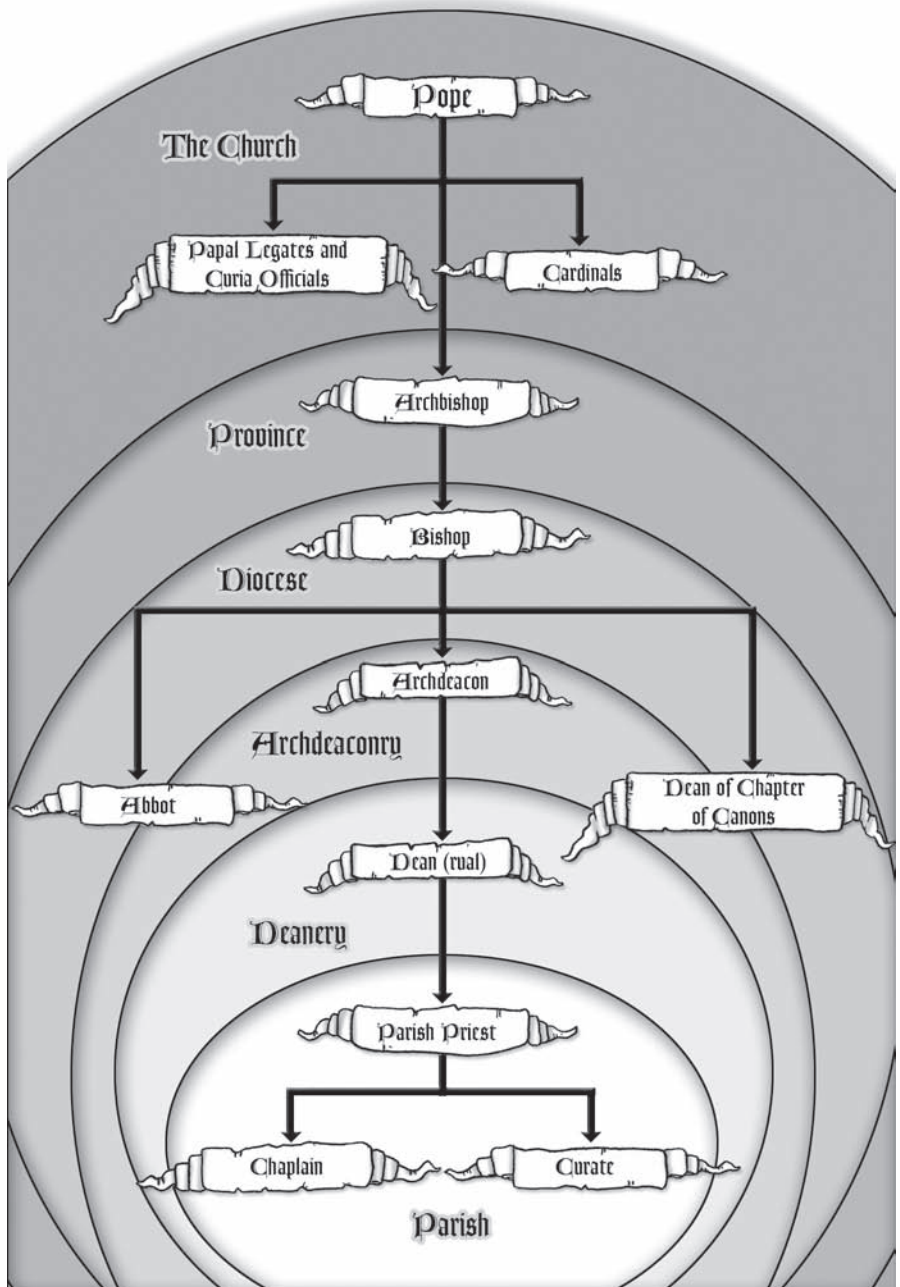 Pope
The Church
Papal Legates and
Curia Officials
Cardinals
Archbishop
Province
Bishop
Diocese
Archdeacon
Archdeaconry
Abbot
Dean of Chapter
of Canons
Dean (rual)
Deanery
Parish Priest
Chaplain
Curate
Parish